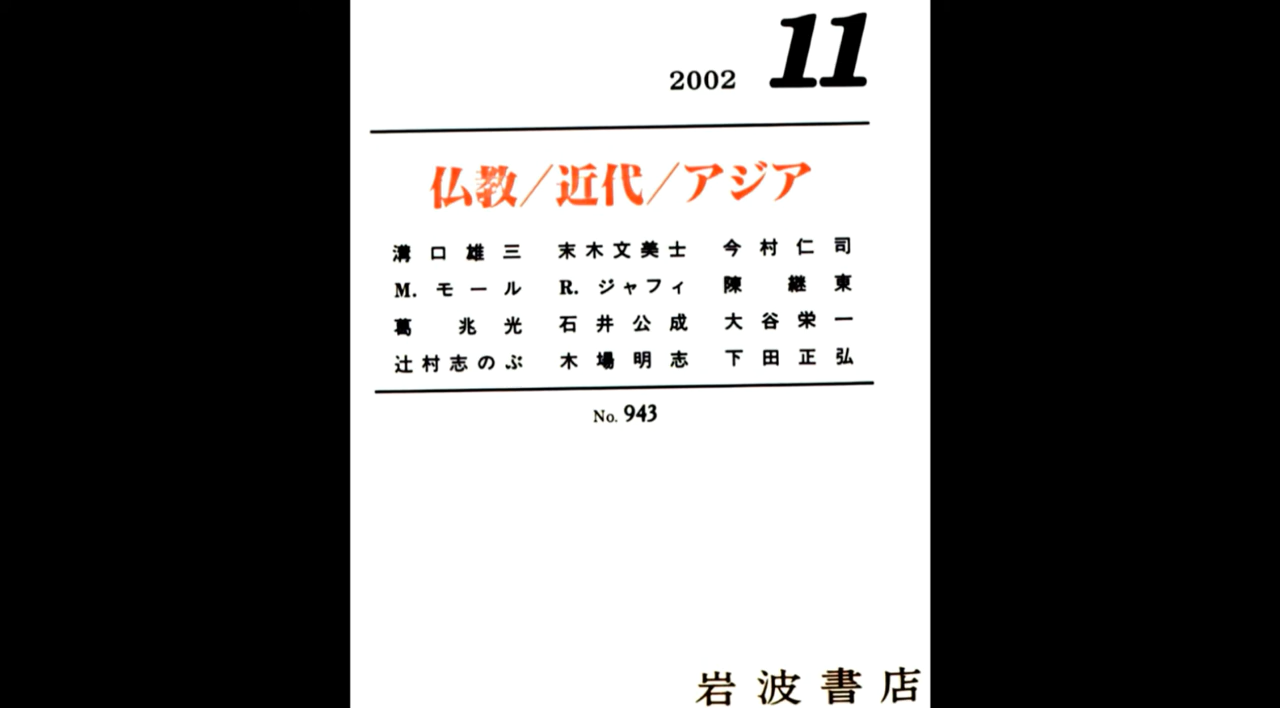 2002 11
仏教/近代/アジア
溝口雄三 末木文美士 今村仁司
M.モール R.ジャフィ 陳継東
葛兆光 石井公成 大谷栄一
辻村志のぶ 木場明志 下田正弘
No. 943
岩波書店